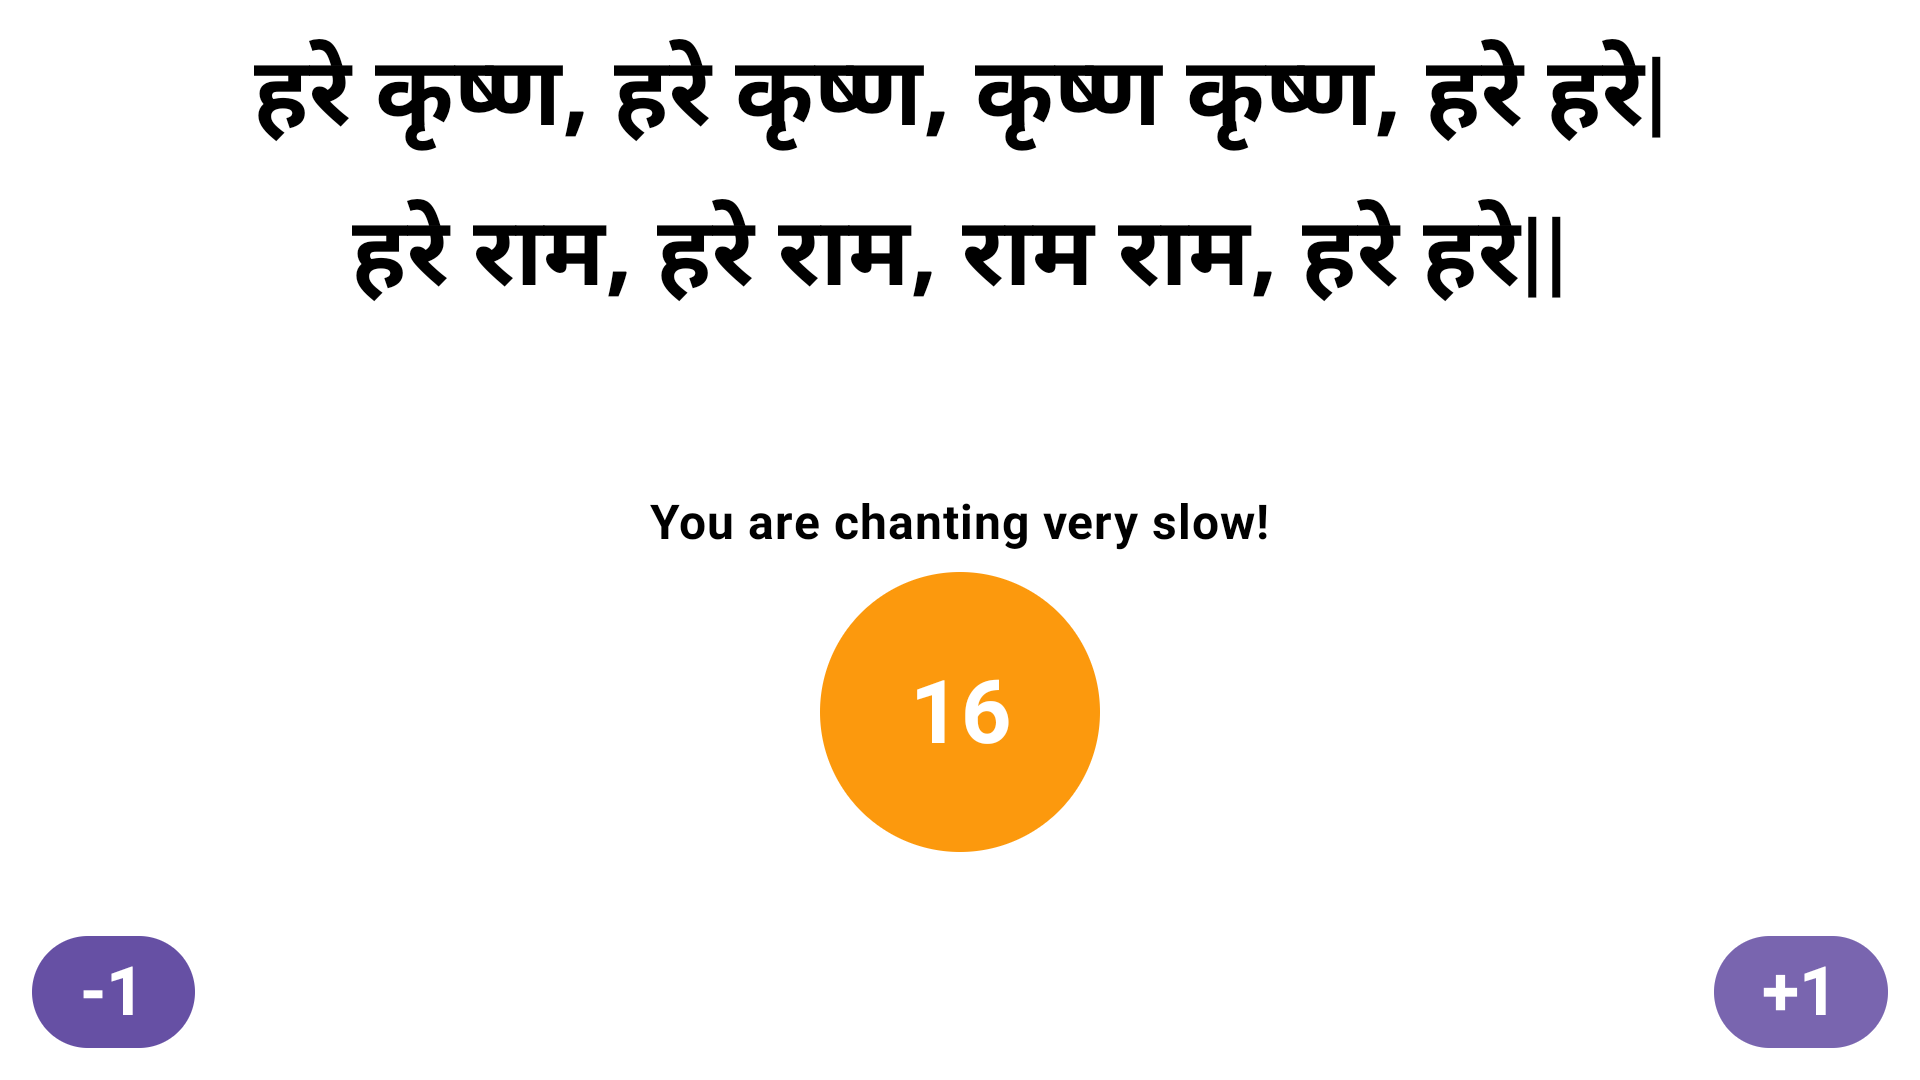 हरे कृष्ण, हरे कृष्ण, कृष्ण कृष्ण, हरे हरे|
हरे राम, हरे राम, राम राम, हरे हरे||
You are chanting very slow!
16
-1
+1